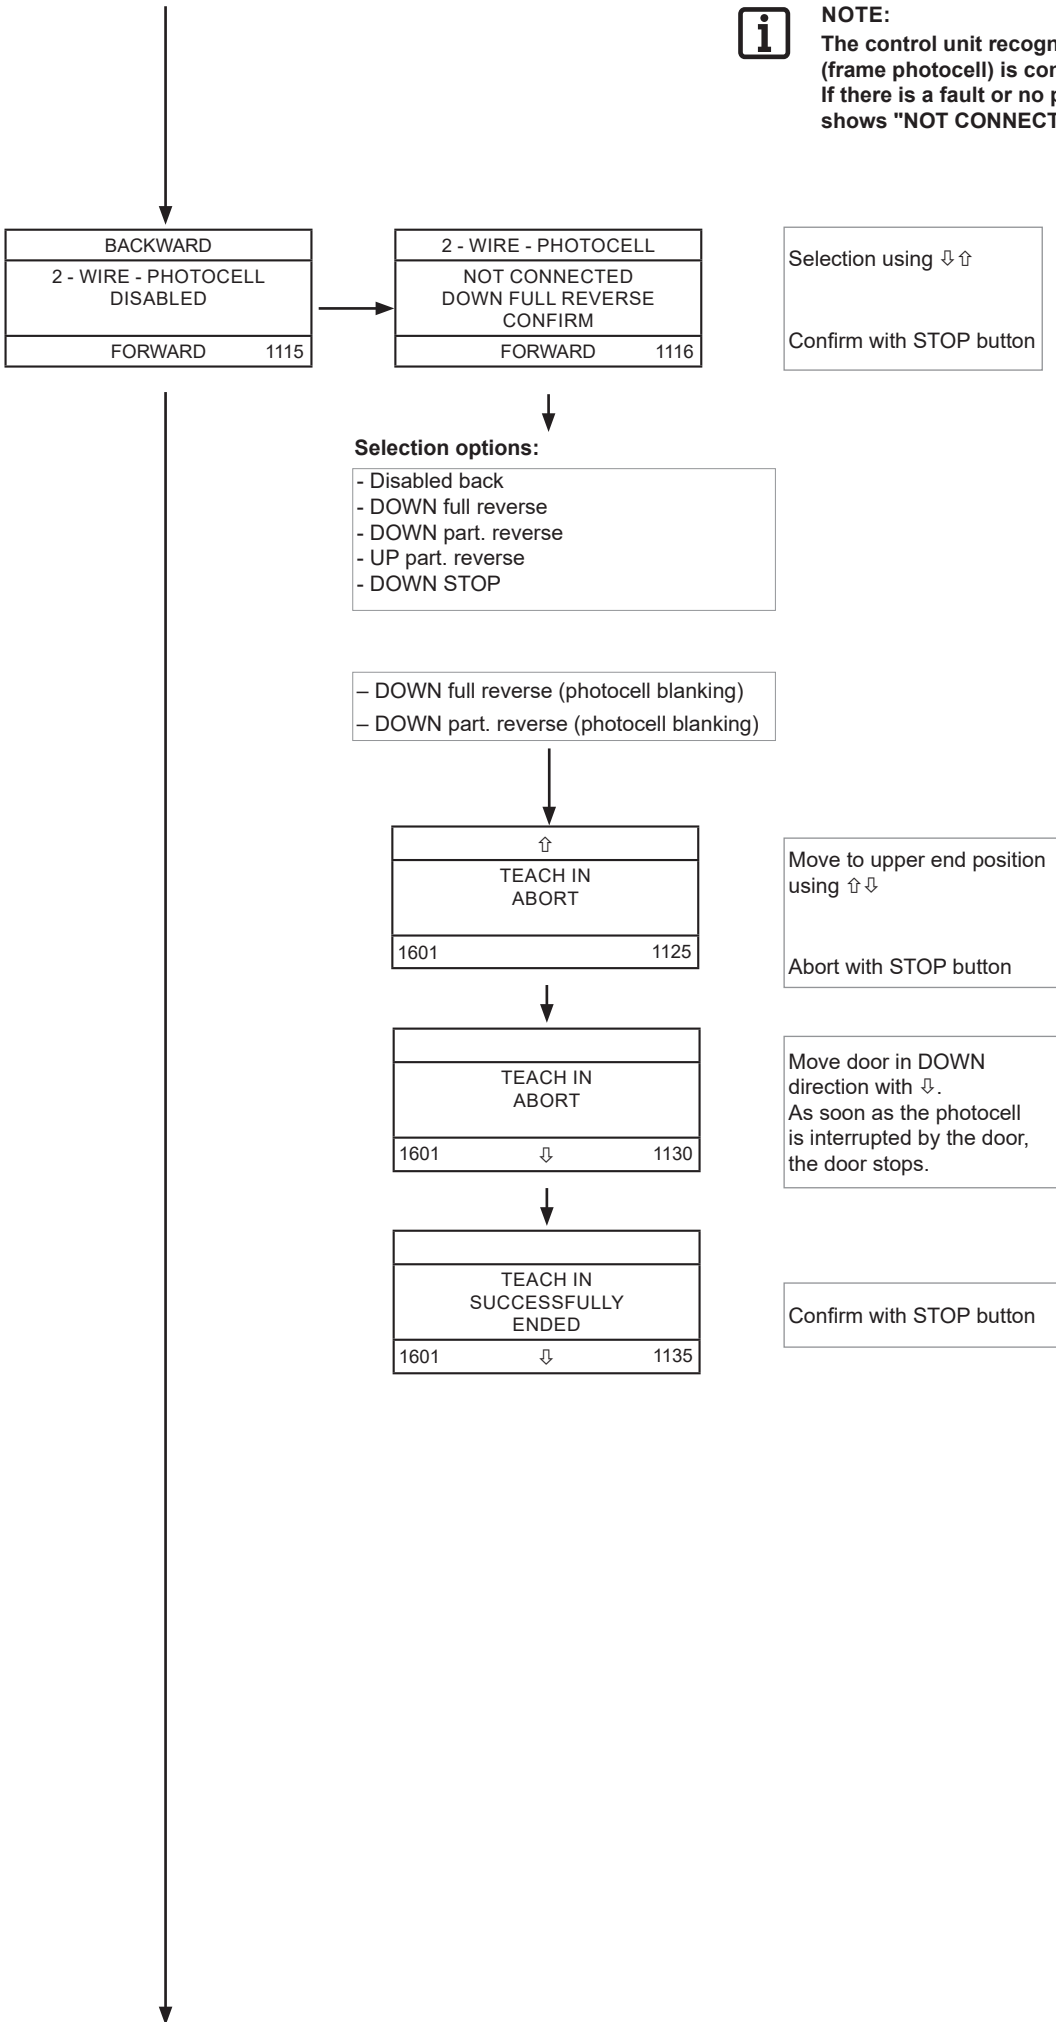 NOTE:
The control unit
(frame photocell) is
If there is a fault or no
shows "NOT
BACKWARD
2 - WIRE - PHOTOCELL
DISABLED
FORWARD 1115
2 - WIRE - PHOTOCELL
NOT CONNECTED
DOWN FULL REVERSE
CONFIRM
FORWARD 1116
Selection using ⇩⇧
Confirm with STOP button
Selection options:
- Disabled back
- DOWN full reverse
- DOWN part. reverse
- UP part. reverse
- DOWN STOP
– DOWN full reverse (photocell blanking)
– DOWN part. reverse (photocell blanking)
⇧
TEACH IN
ABORT
1601 1125
Move to upper end position
using ⇧⇩
Abort with STOP button
TEACH IN
ABORT
1601 ⇩ 1130
Move door in DOWN
direction with ⇩.
As soon as the photocell
is interrupted by the door,
the door stops.
TEACH IN
SUCCESSFULLY
ENDED
1601 ⇩ 1135
Confirm with STOP button